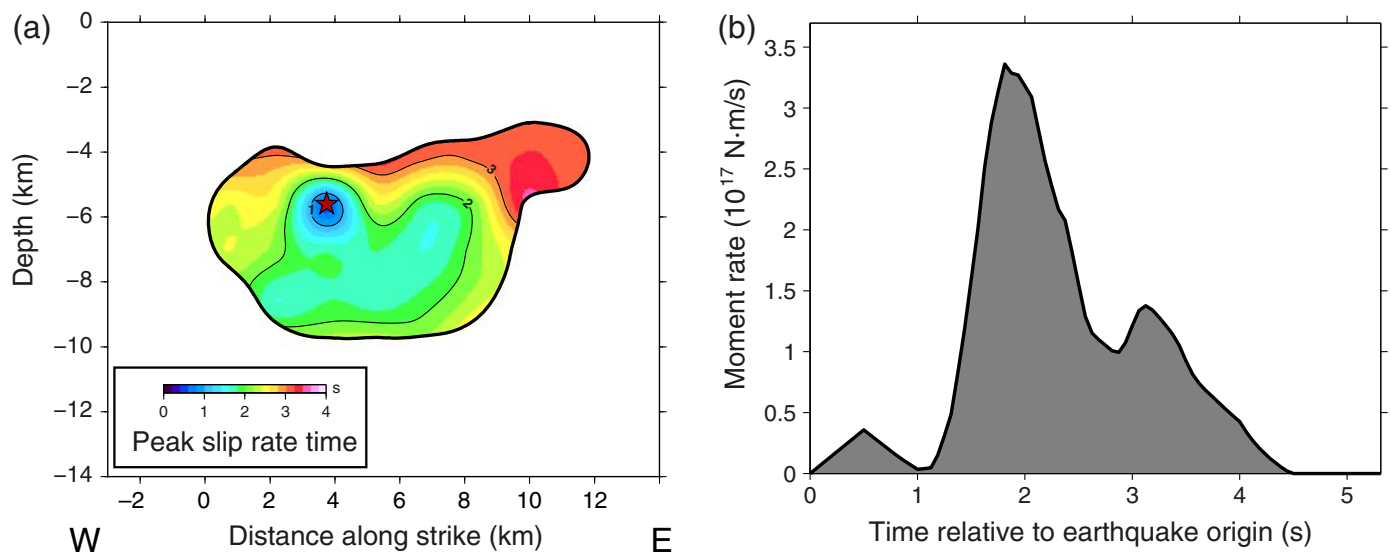 (a)
0
−2
−4
−6
−8
−10
−12
−14
Depth (km)
1
2
3
s
0 1 2 3 4
Peak slip rate time
−2 0 2 4 6 8 10 12
W Distance along strike (km) E
(b)
3.5
3
2.5
2
1.5
1
0.5
0
Moment rate (10¹⁷ N·m/s)
0 1 2 3 4 5
Time relative to earthquake origin (s)